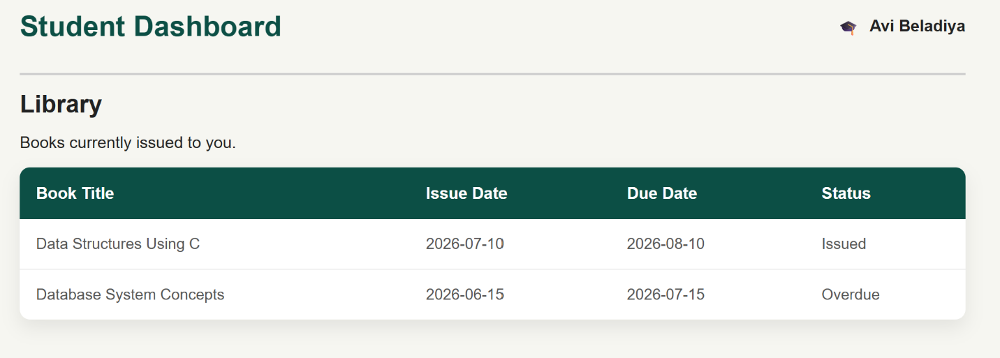 Student Dashboard
Avi Beladiya
Library
Books currently issued to you.
Book Title Issue Date Due Date Status
Data Structures Using C 2026-07-10 2026-08-10 Issued
Database System Concepts 2026-06-15 2026-07-15 Overdue